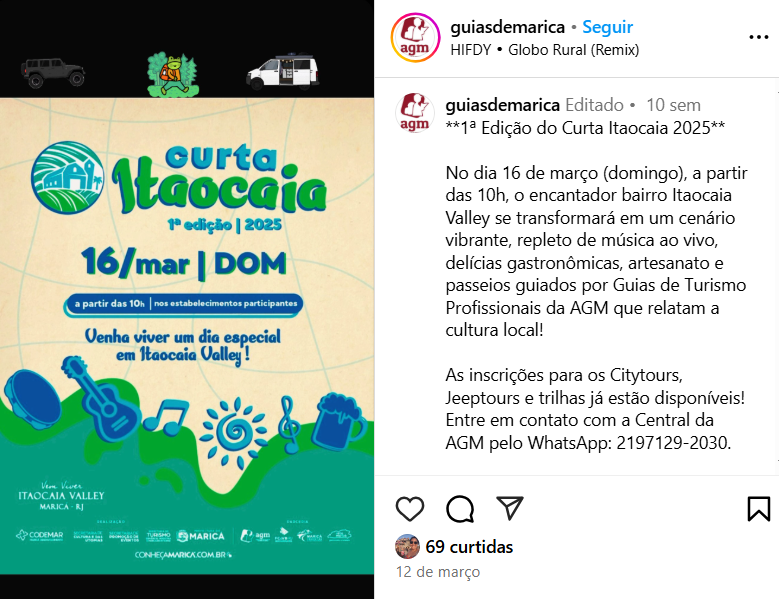 curta
Itaocaia
1ª edição | 2025
16/mar | DOM
a partir das 10h | nos estabelecimentos participantes
Venha viver um dia especial
em Itaocaia Valley!
Vem Viver
ITAOCAIA VALLEY
MARICÁ - RJ
REALIZAÇÃO
CODEMAR
TURISMO
MARICÁ
agm
CONHEÇAMARICA.COM.BR
guiasdemarica • Seguir
HIFDY • Globo Rural (Remix)
agm
guiasdemarica Editado • 10 sem
**1ª Edição do Curta Itaocaia 2025**
No dia 16 de março (domingo), a partir
das 10h, o encantador bairro Itaocaia
Valley se transformará em um cenário
vibrante, repleto de música ao vivo,
delícias gastronômicas, artesanato e
passeios guiados por Guias de Turismo
Profissionais da AGM que relatam a
cultura local!
As inscrições para os Citytours,
Jeeptours e trilhas já estão disponíveis!
Entre em contato com a Central da
AGM pelo WhatsApp: 2197129-2030.
69 curtidas
12 de março